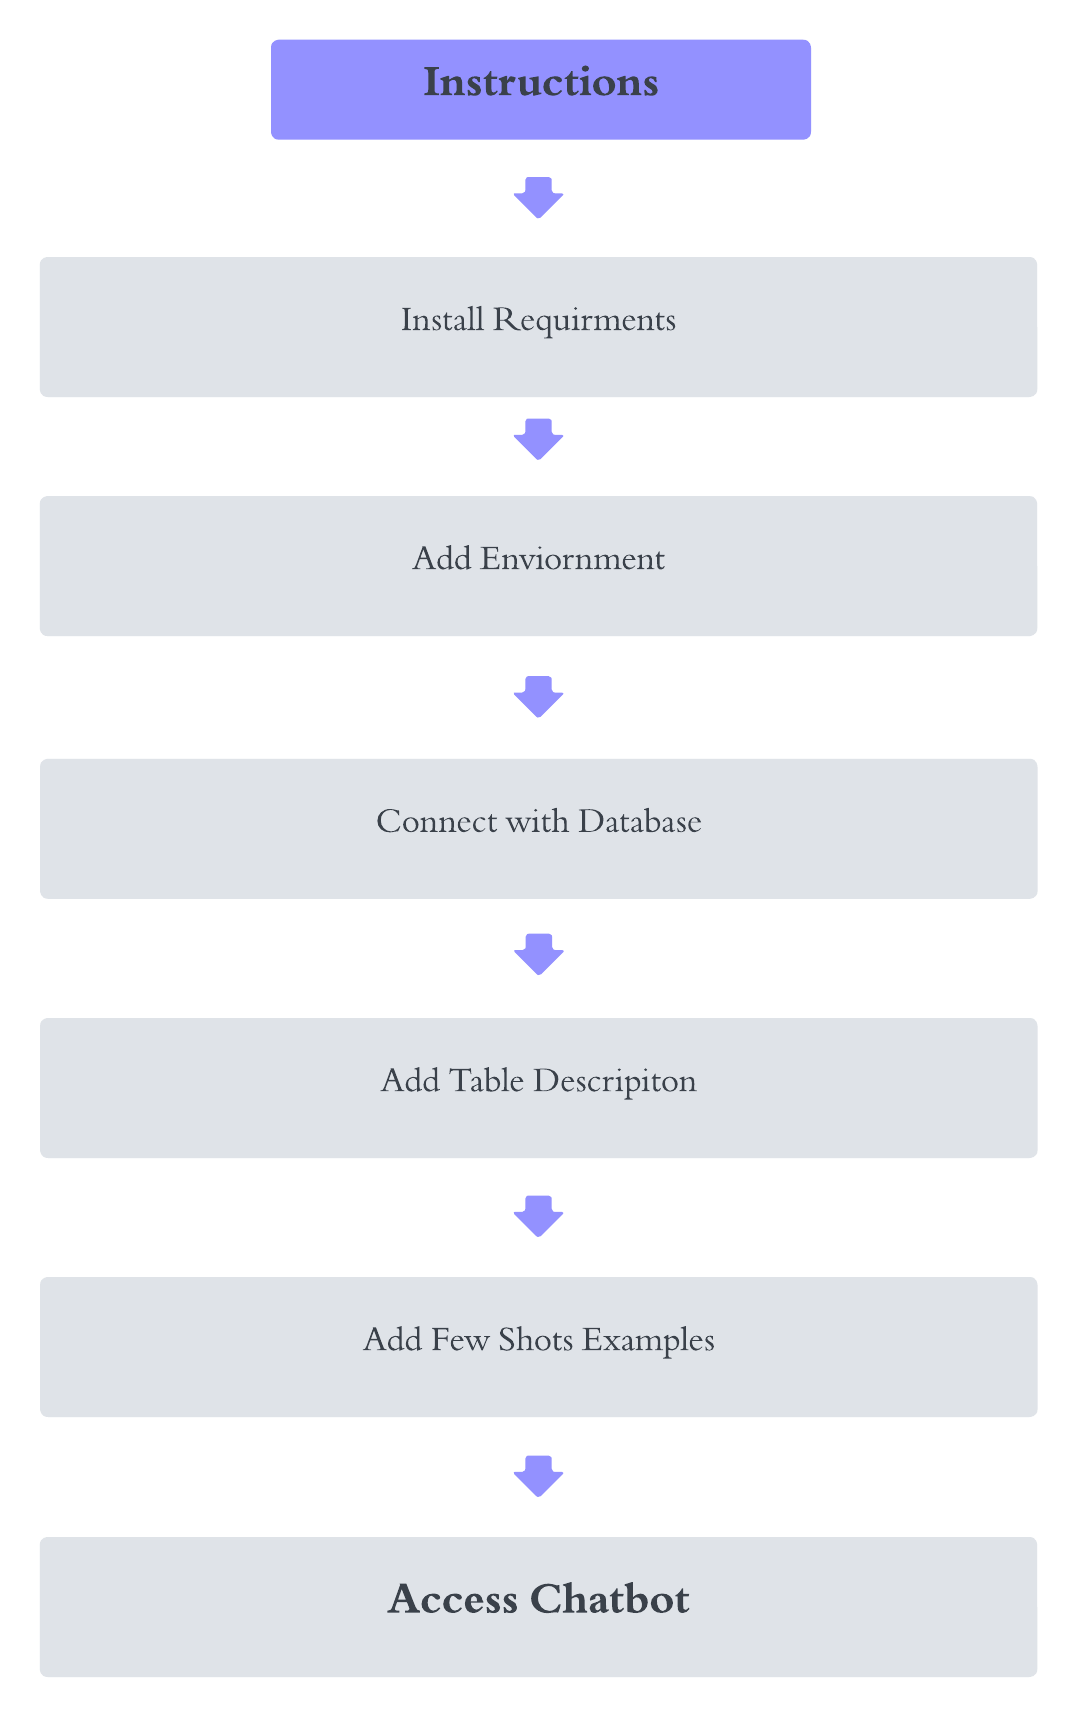 Instructions
Install Requirments
Add Enviornment
Connect with Database
Add Table Descripiton
Add Few Shots Examples
Access Chatbot